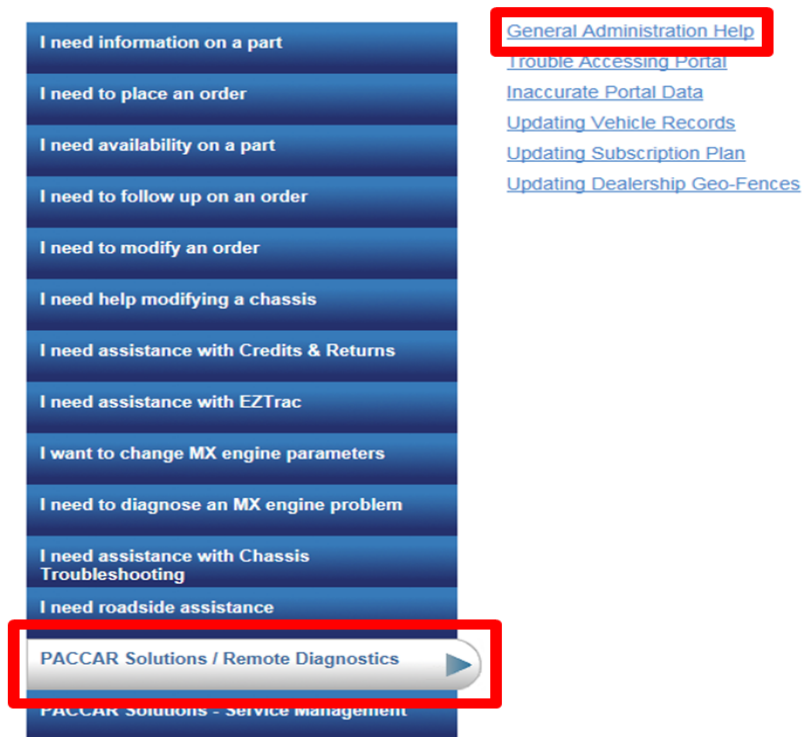 I need information on a part
I need to place an order
I need availability on a part
I need to follow up on an order
I need to modify an order
I need help modifying a chassis
I need assistance with Credits & Returns
I need assistance with EZTrac
I want to change MX engine parameters
I need to diagnose an MX engine problem
I need assistance with Chassis
Troubleshooting
I need roadside assistance
PACCAR Solutions / Remote Diagnostics
PACCAR Solutions - Service Management
General Administration Help
Trouble Accessing Portal
Inaccurate Portal Data
Updating Vehicle Records
Updating Subscription Plan
Updating Dealership Geo-Fences